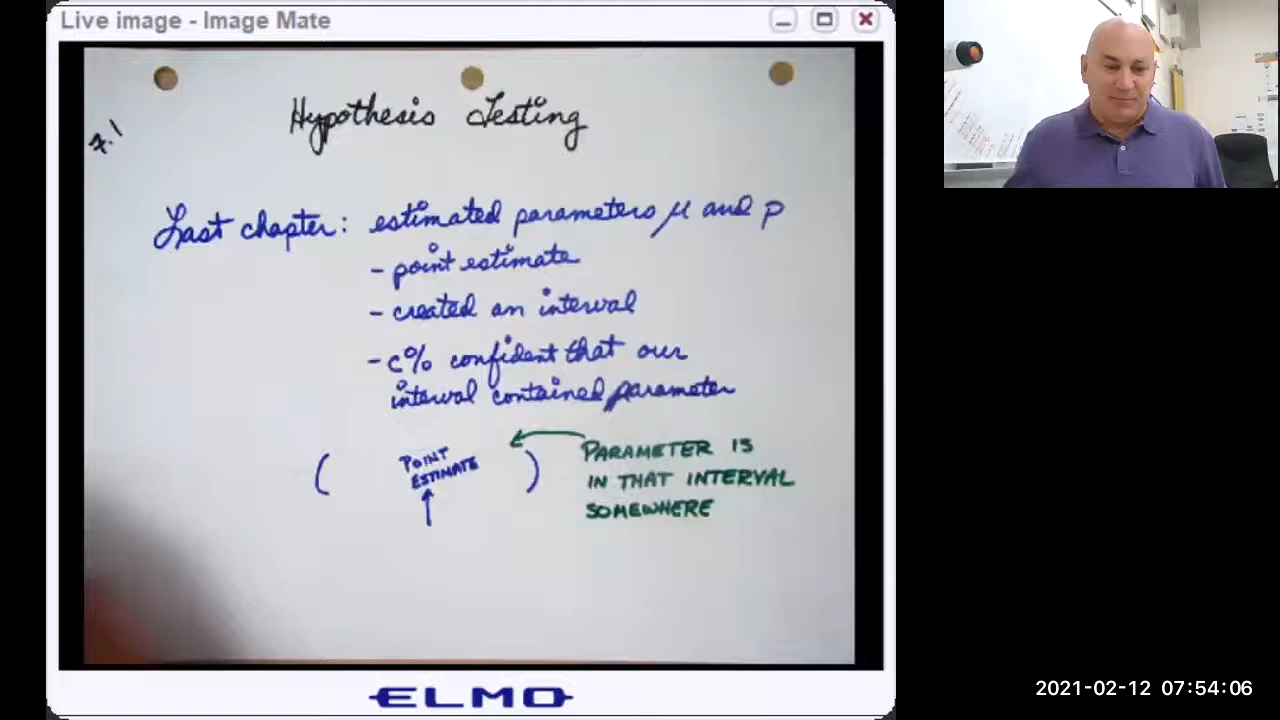 Live image - Image Mate
7.1
Hypothesis Testing
Last chapter: estimated parameters μ and p
- point estimate
- created an interval
- c% confident that our
interval contained parameter
( POINT ESTIMATE )
PARAMETER IS
IN THAT INTERVAL
SOMEWHERE
ELMO
2021-02-12 07:54:06